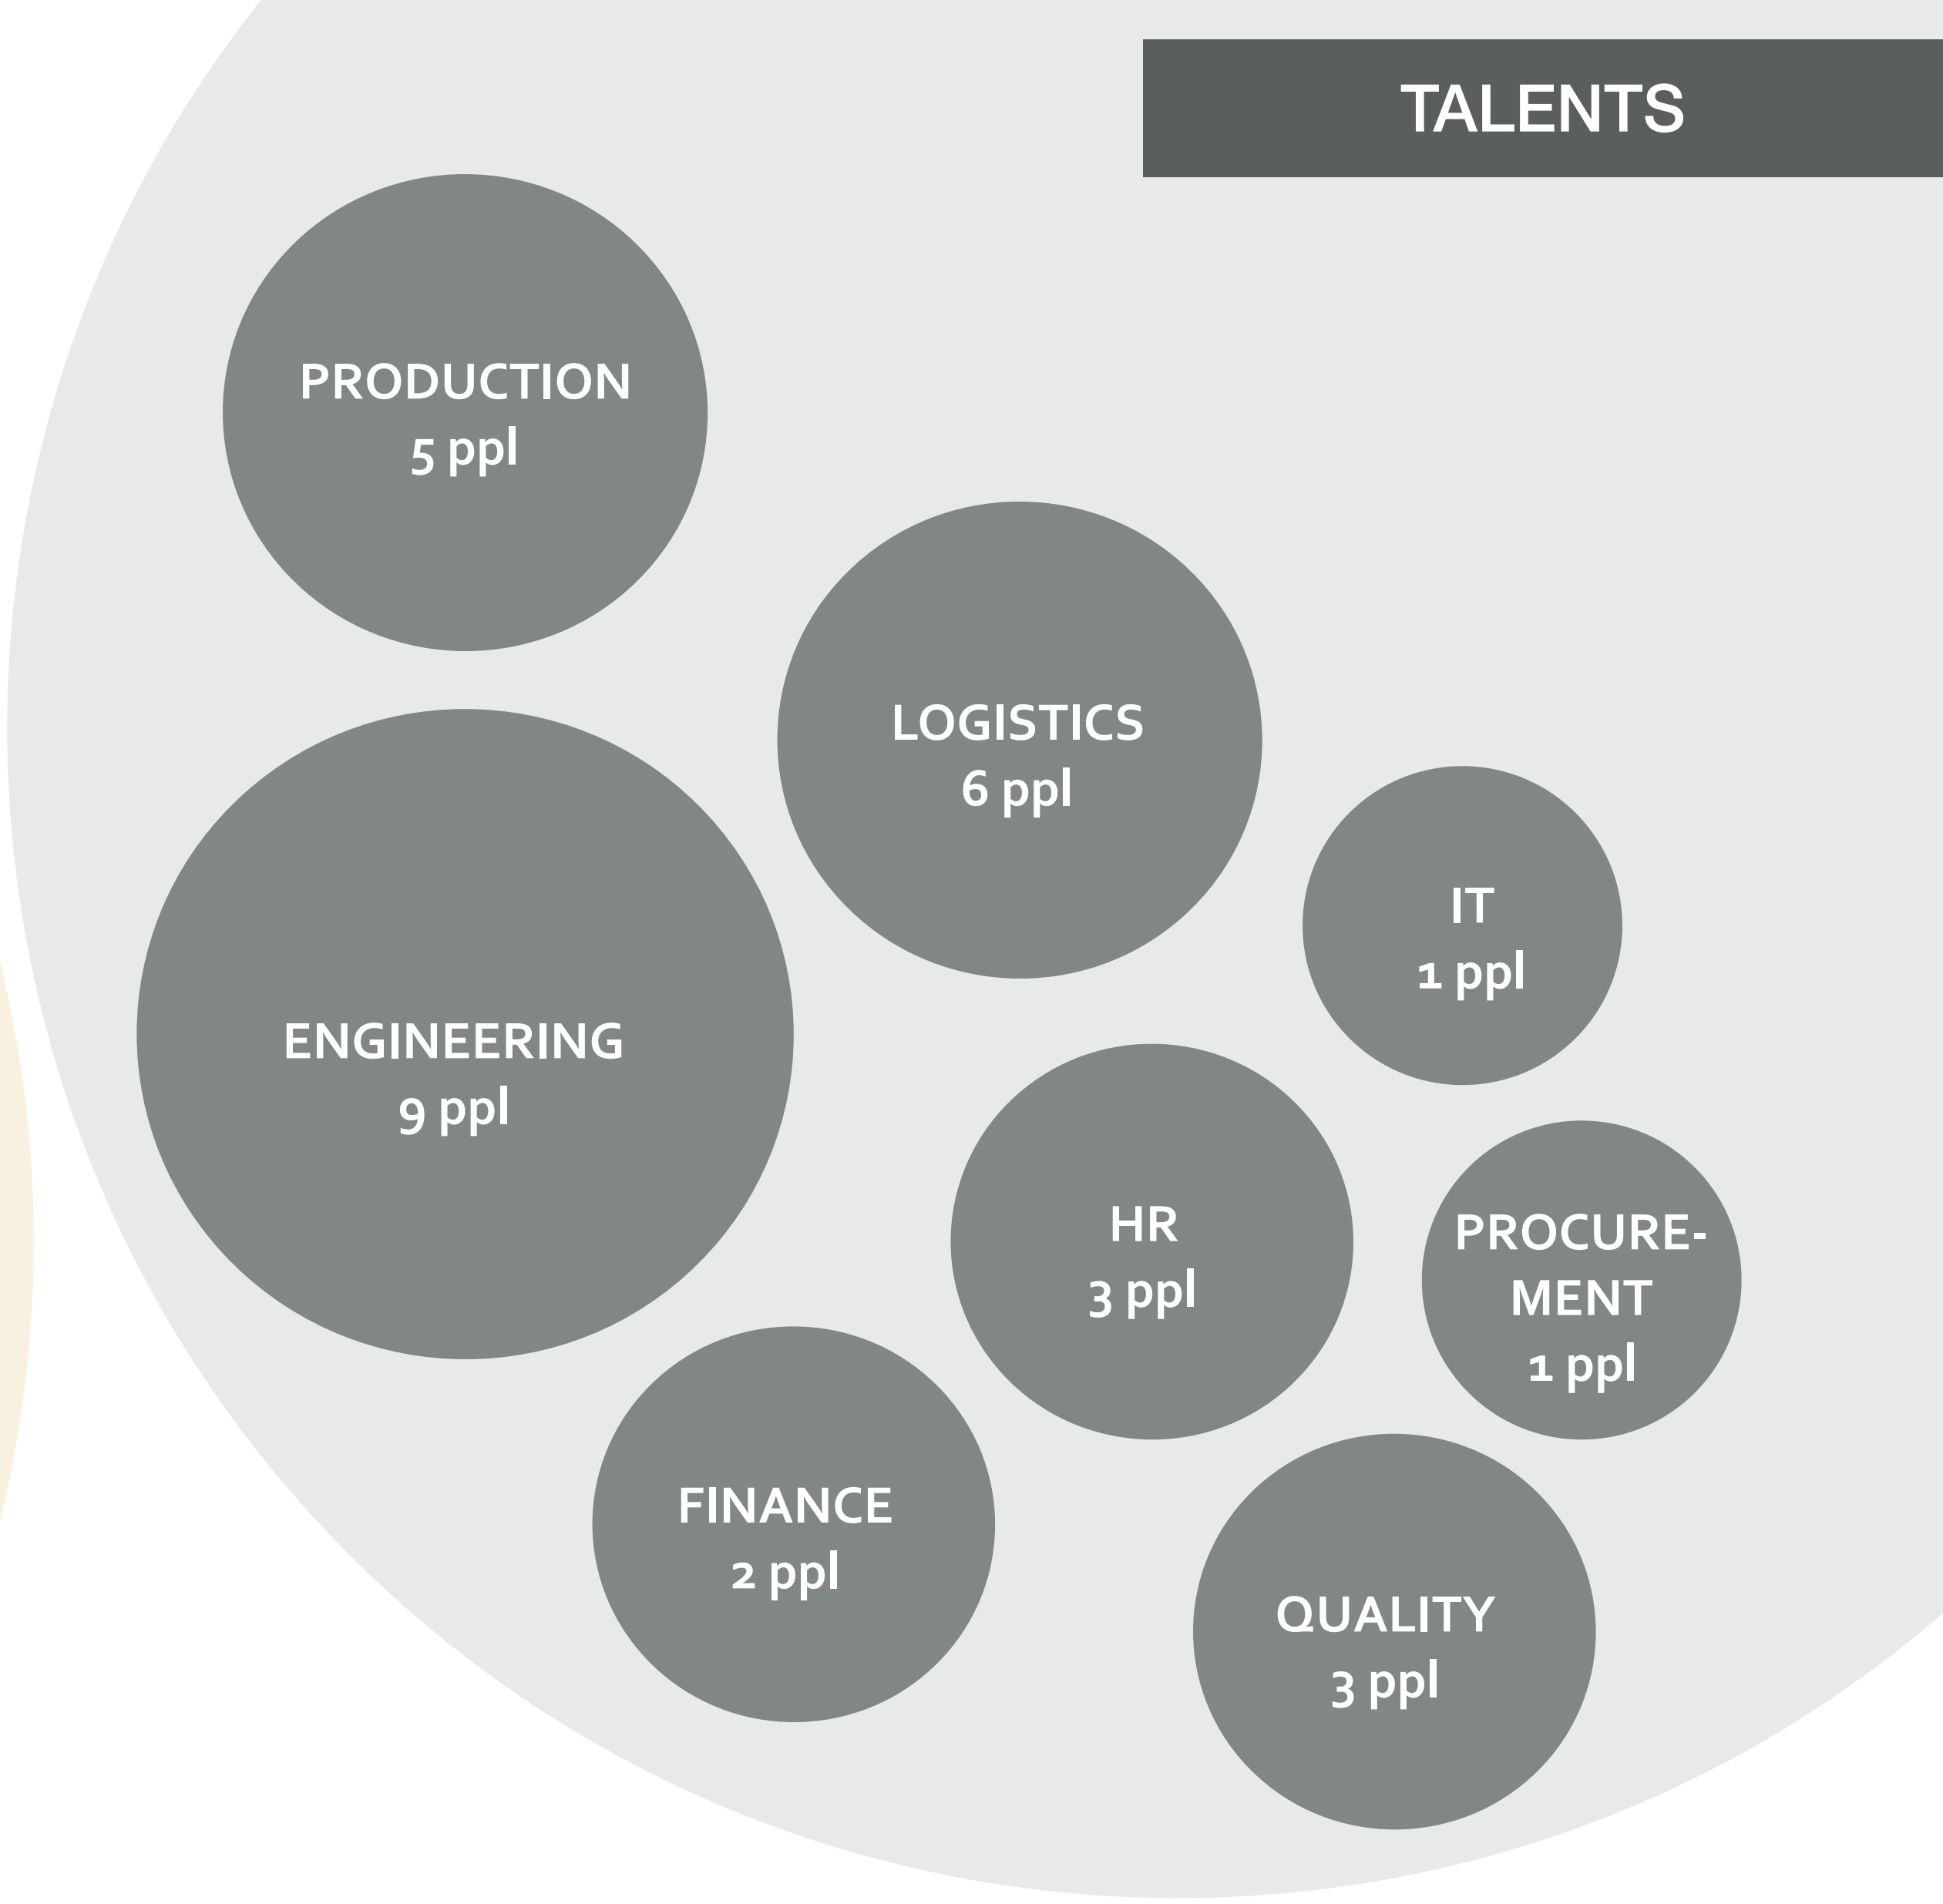 TALENTS
PRODUCTION
5 ppl
LOGISTICS
6 ppl
IT
1 ppl
ENGINEERING
9 ppl
HR
3 ppl
PROCURE-
MENT
1 ppl
FINANCE
2 ppl
QUALITY
3 ppl